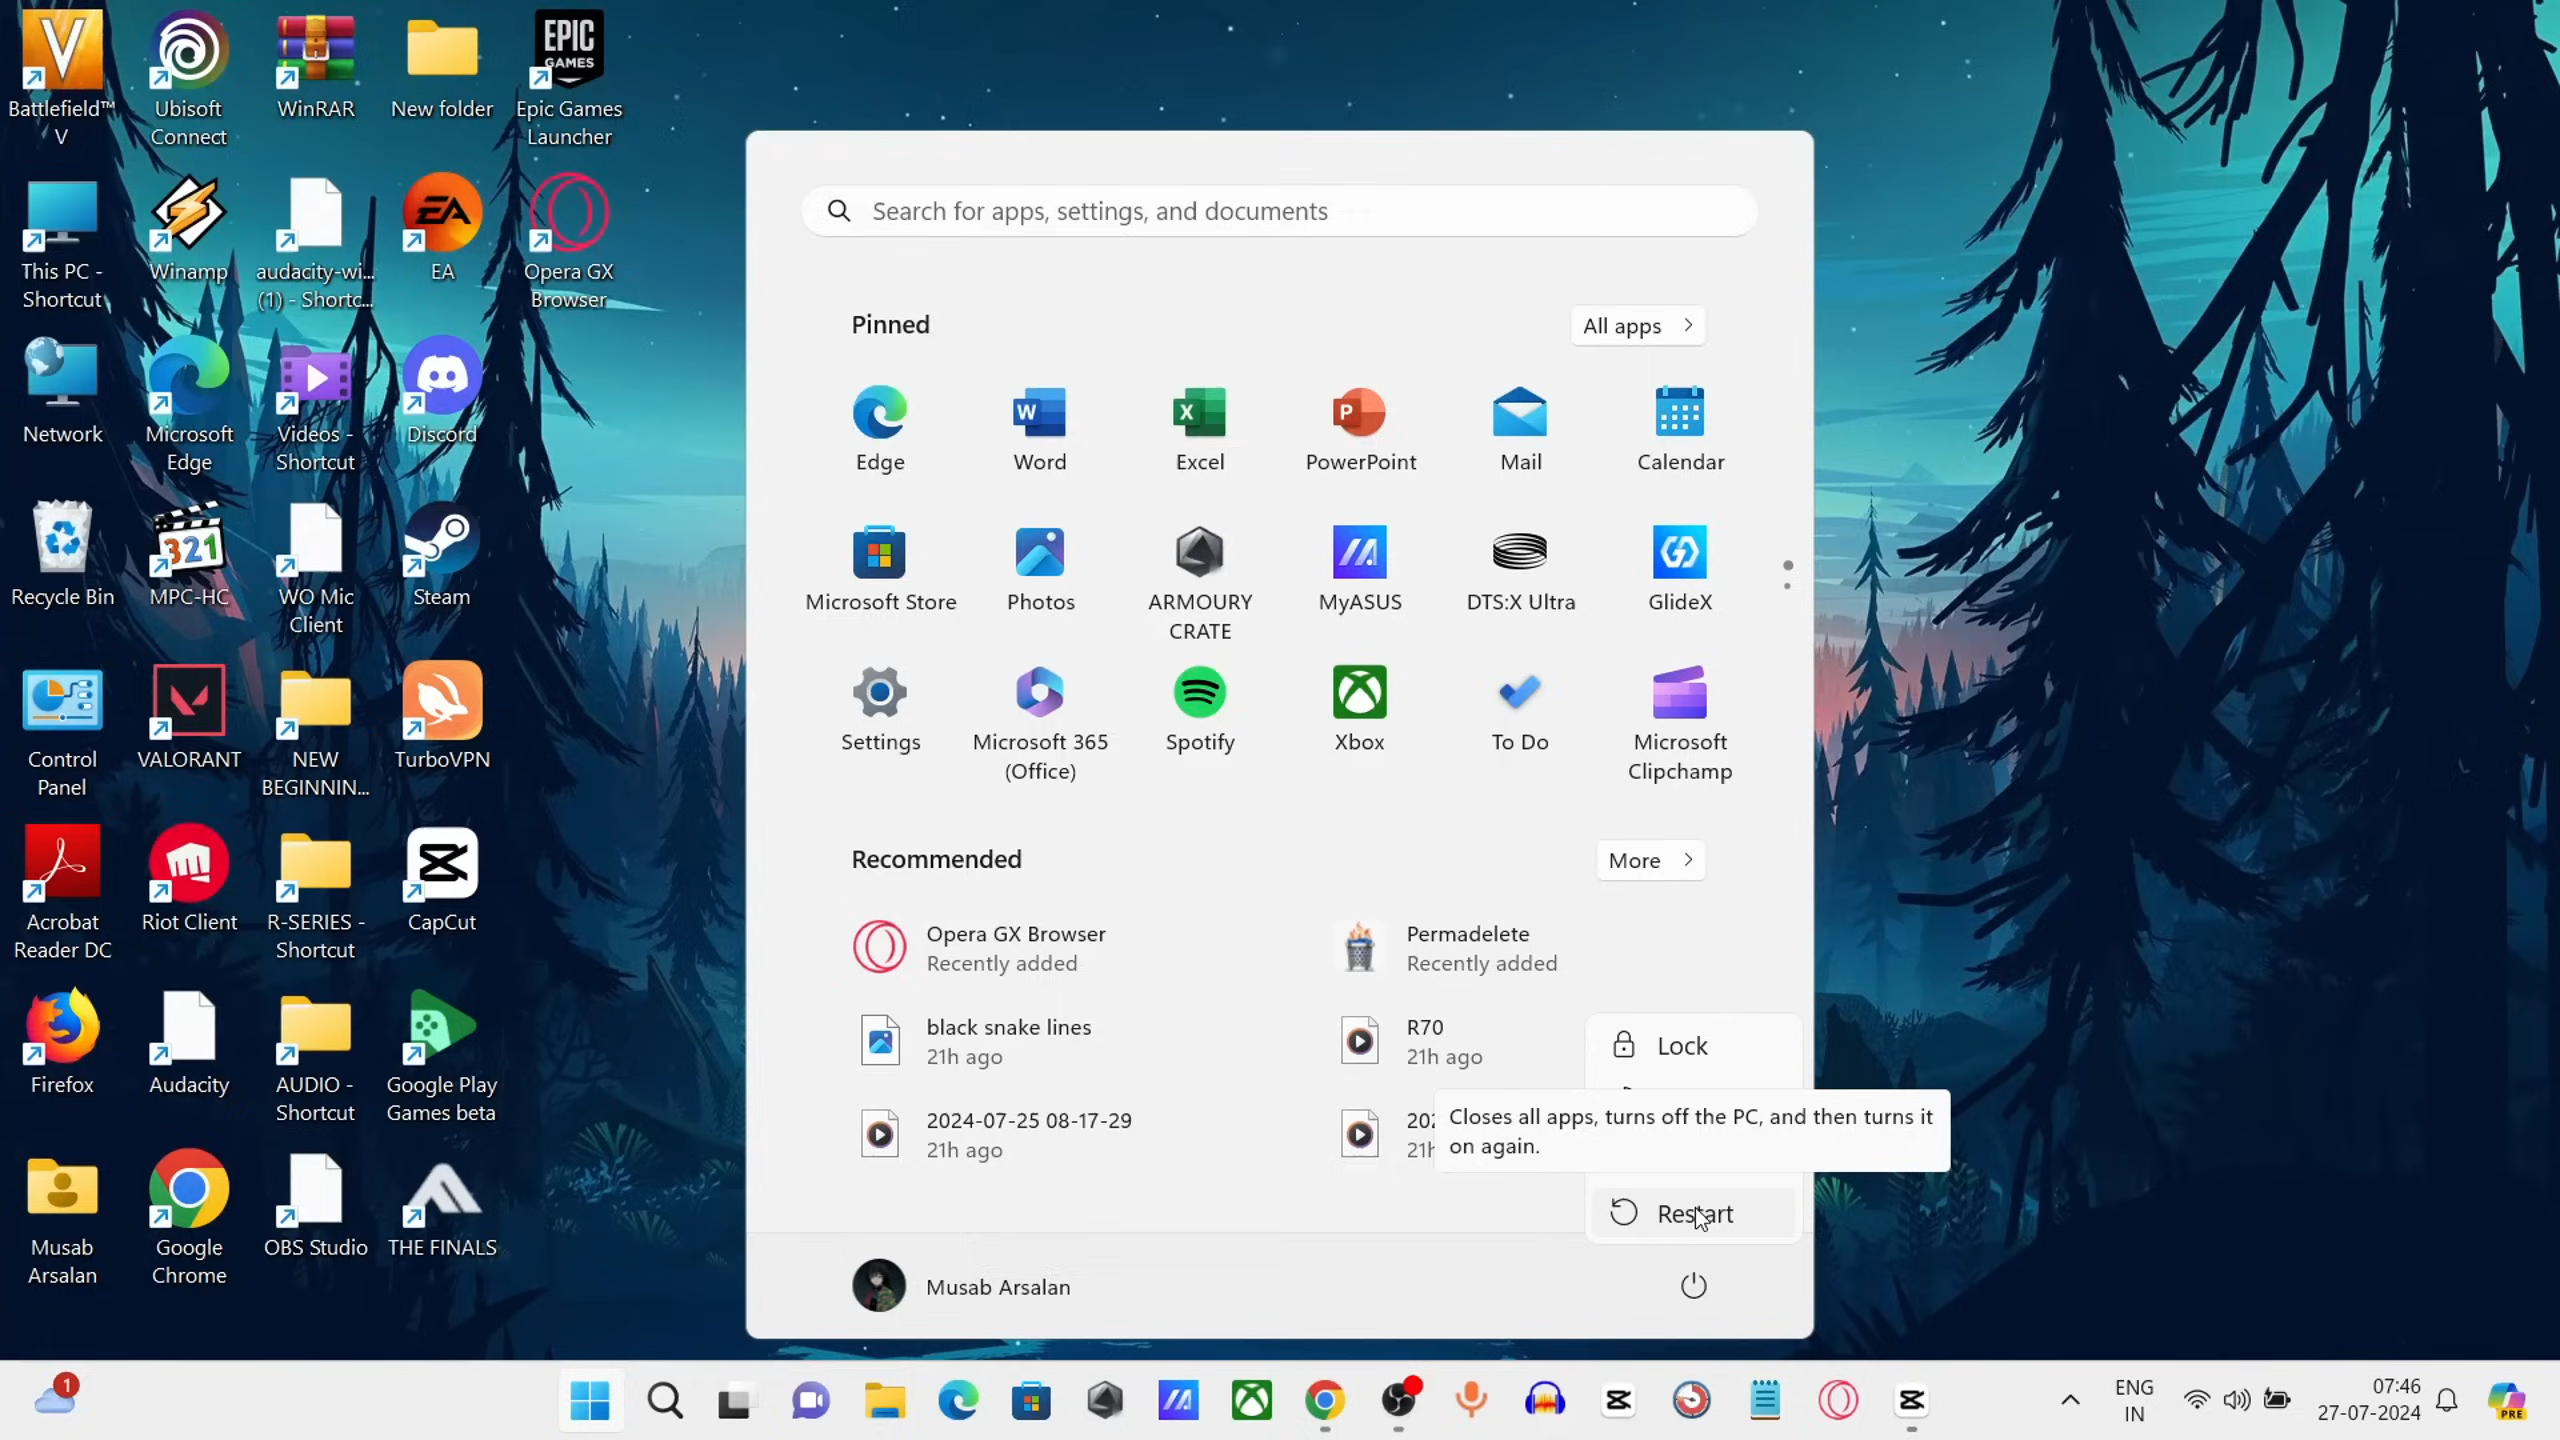 Battlefield™
V
Ubisoft
Connect
WinRAR
New folder
EPIC
GAMES
Epic Games
Launcher
This PC -
Shortcut
Winamp
audacity-wi...
(1) - Shortc...
EA
EA
Opera GX
Browser
Network
Microsoft
Edge
Videos -
Shortcut
Discord
Recycle Bin
321
MPC-HC
WO Mic
Client
Steam
Control
Panel
VALORANT
NEW
BEGINNIN...
TurboVPN
Acrobat
Reader DC
Riot Client
R-SERIES -
Shortcut
CapCut
Firefox
Audacity
AUDIO -
Shortcut
Google Play
Games beta
Musab
Arsalan
Google
Chrome
OBS Studio
THE FINALS
Search for apps, settings, and documents
Pinned
All apps
Edge
Word
Excel
PowerPoint
Mail
Calendar
Microsoft Store
Photos
ARMOURY
CRATE
MyASUS
DTS:X Ultra
GlideX
Settings
Microsoft 365
(Office)
Spotify
Xbox
To Do
Microsoft
Clipchamp
Recommended
More
Opera GX Browser
Recently added
Permadelete
Recently added
black snake lines
21h ago
R70
21h ago
2024-07-25 08-17-29
21h ago
Lock
Closes all apps, turns off the PC, and then turns it
on again.
Restart
Musab Arsalan
1
ENG
IN
07:46
27-07-2024
PRE